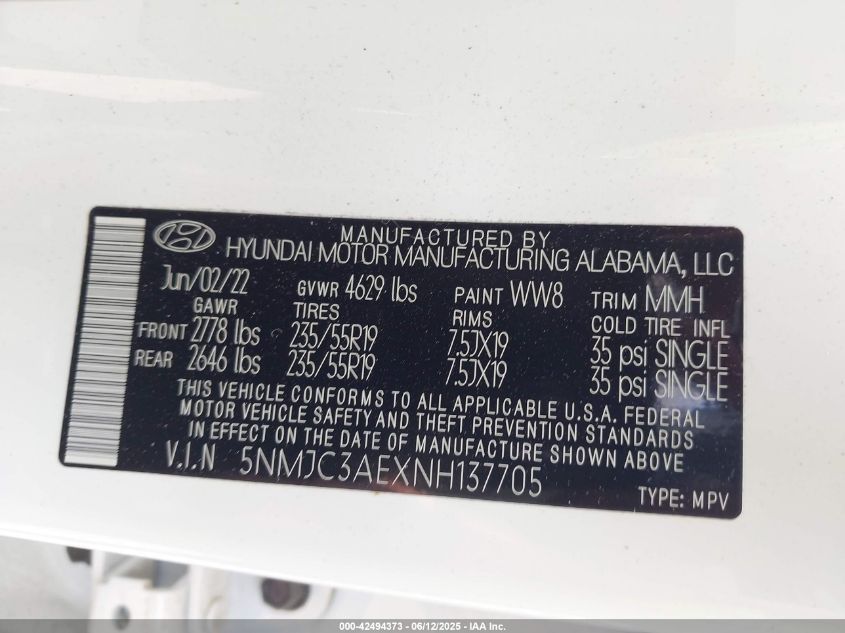 MANUFACTURED BY
HYUNDAI MOTOR MANUFACTURING ALABAMA, LLC
Jun/02/22 GVWR 4629 lbs PAINT WW8 TRIM MMH
GAWR TIRES RIMS COLD TIRE INFL
FRONT 2778 lbs 235/55R19 7.5JX19 35 psi SINGLE
REAR 2646 lbs 235/55R19 7.5JX19 35 psi SINGLE
THIS VEHICLE CONFORMS TO ALL APPLICABLE U.S.A. FEDERAL
MOTOR VEHICLE SAFETY AND THEFT PREVENTION STANDARDS
IN EFFECT ON THE DATE OF MANUFACTURE SHOWN ABOVE
V.I.N 5NMJC3AEXNH137705
TYPE: MPV
000-42494373 - 06/12/2025 - IAA Inc.